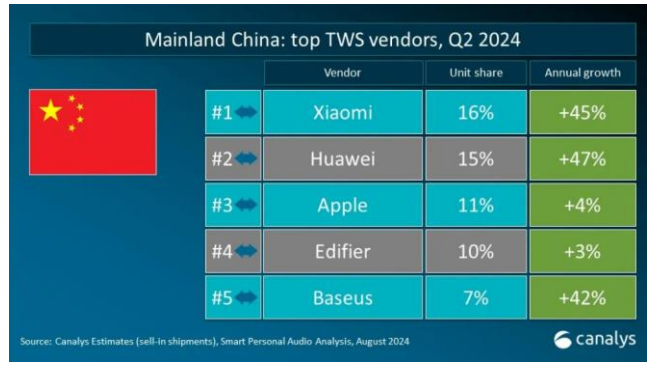 Mainland China: top TWS vendors, Q2 2024
Vendor Unit share Annual growth
#1 Xiaomi 16% +45%
#2 Huawei 15% +47%
#3 Apple 11% +4%
#4 Edifier 10% +3%
#5 Baseus 7% +42%
Source: Canalys Estimates (sell-in shipments), Smart Personal Audio Analysis, August 2024
canalys